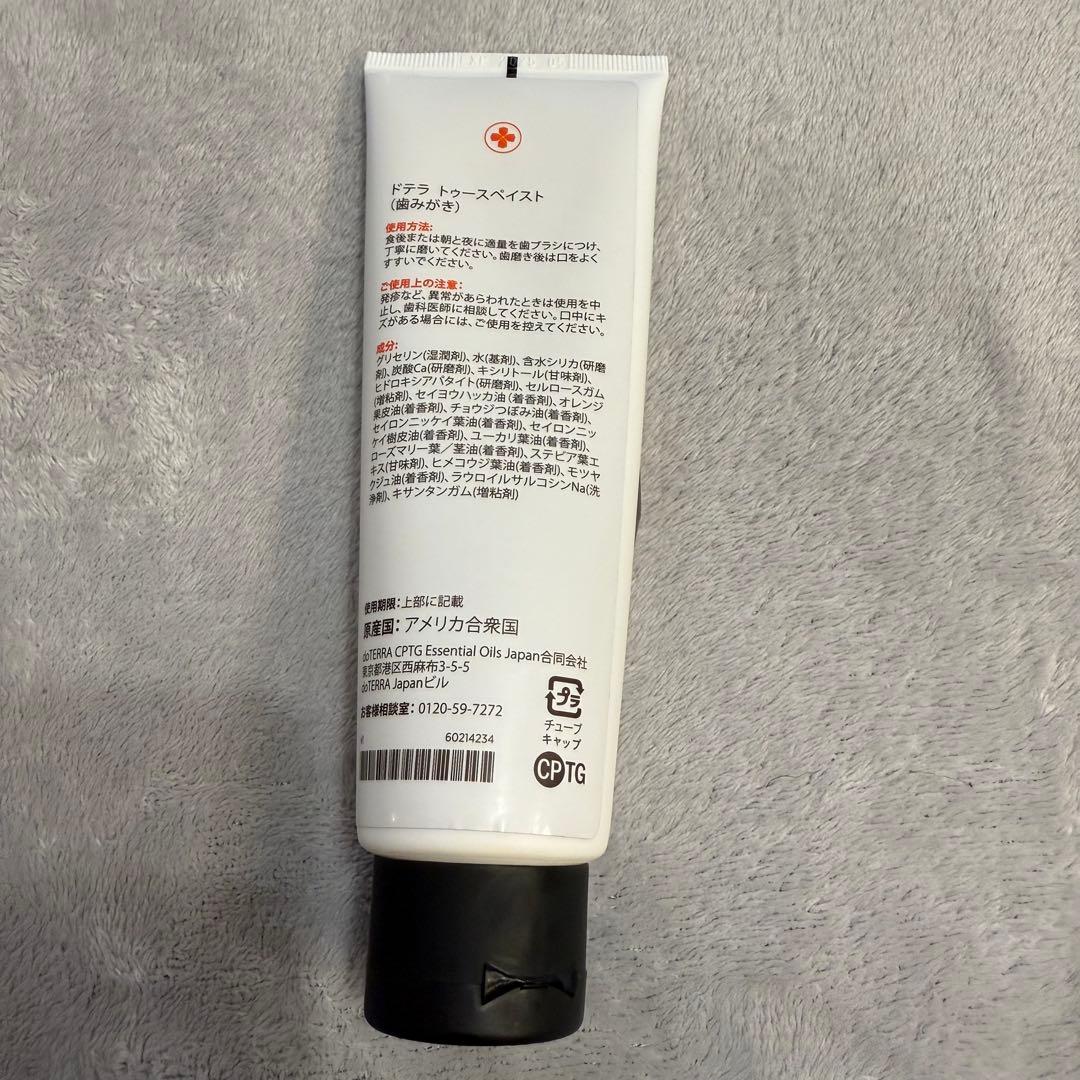 ドテラ トゥースペイスト
(歯みがき)
使用方法:
食後または朝と夜に適量を歯ブラシにつけ、
丁寧に磨いてください。歯磨き後は口をよく
すすいでください。
ご使用上の注意:
発疹など、異常があらわれたときは使用を中
止し、歯科医師に相談してください。口中にキ
ズがある場合には、ご使用を控えてください。
成分:
グリセリン(湿潤剤)、水(基剤)、含水シリカ(研磨
剤)、炭酸Ca(研磨剤)、キシリトール(甘味剤)、
ヒドロキシアパタイト(研磨剤)、セルロースガム
(増粘剤)、セイヨウハッカ油(着香剤)、オレンジ
果皮油(着香剤)、チョウジつぼみ油(着香剤)、
セイロンニッケイ葉油(着香剤)、セイロンニッ
ケイ樹皮油(着香剤)、ユーカリ葉油(着香剤)、
ローズマリー葉／茎油(着香剤)、ステビア葉エ
キス(甘味剤)、ヒメコウジ葉油(着香剤)、モツヤ
クジュ油(着香剤)、ラウロイルサルコシンNa(洗
浄剤)、キサンタンガム(増粘剤)
使用期限:上部に記載
原産国:アメリカ合衆国
doTERRA CPTG Essential Oils Japan合同会社
東京都港区西麻布3-5-5
doTERRA Japanビル
お客様相談室:0120-59-7272
プラ
チューブ
キャップ
60214234
CPTG